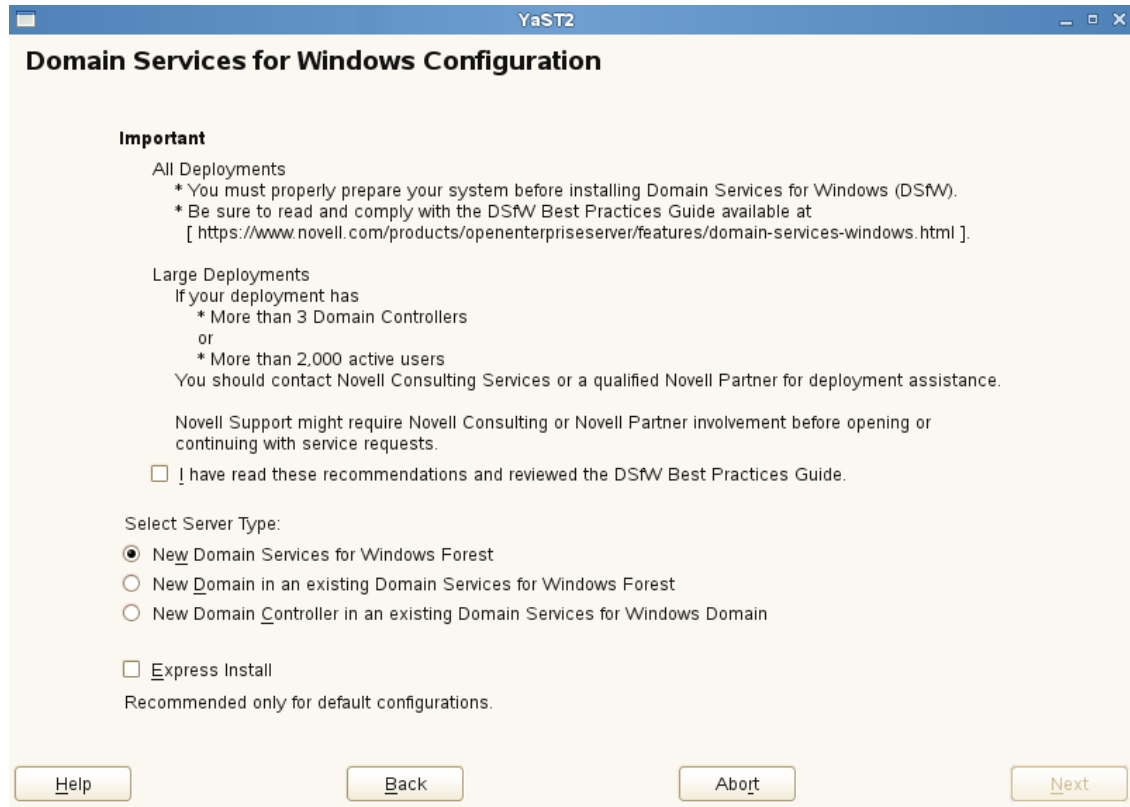 YaST2
Domain Services for Windows Configuration
Important
All Deployments
* You must properly prepare your system before installing Domain Services for Windows (DSfW).
* Be sure to read and comply with the DSfW Best Practices Guide available at
[ https://www.novell.com/products/openenterpriseserver/features/domain-services-windows.html ].
Large Deployments
If your deployment has
* More than 3 Domain Controllers
or
* More than 2,000 active users
You should contact Novell Consulting Services or a qualified Novell Partner for deployment assistance.
Novell Support might require Novell Consulting or Novell Partner involvement before opening or
continuing with service requests.
I have read these recommendations and reviewed the DSfW Best Practices Guide.
Select Server Type:
New Domain Services for Windows Forest
New Domain in an existing Domain Services for Windows Forest
New Domain Controller in an existing Domain Services for Windows Domain
Express Install
Recommended only for default configurations.
Help Back Abort Next